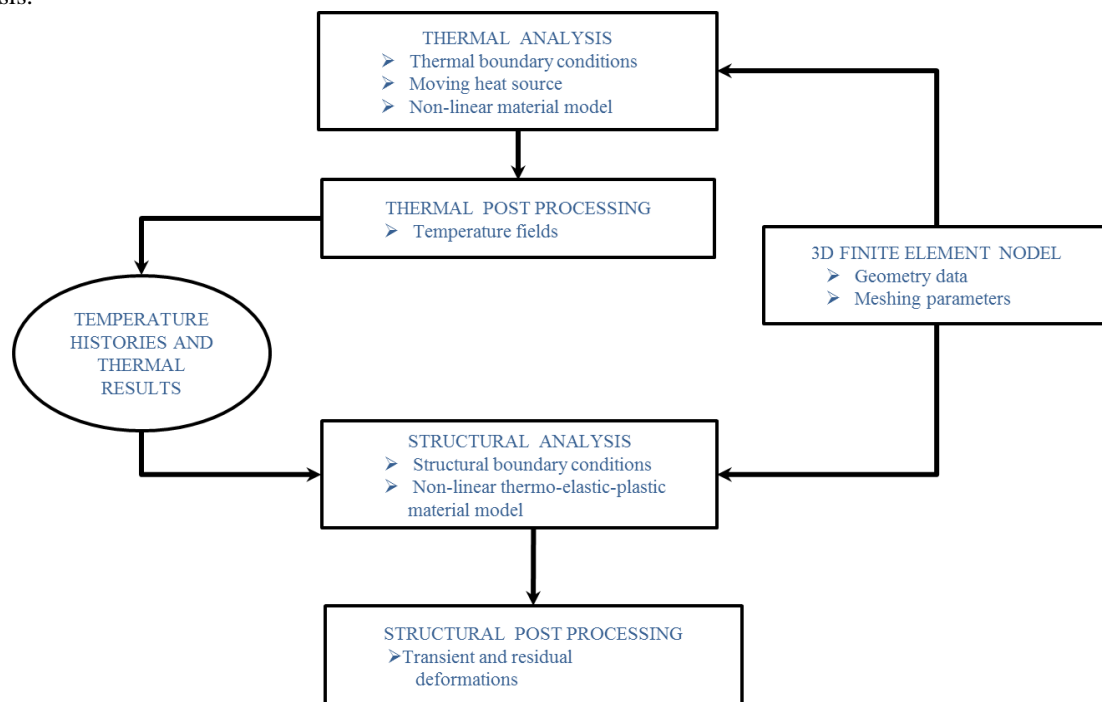 sis.
THERMAL ANALYSIS
➢ Thermal boundary conditions
➢ Moving heat source
➢ Non-linear material model
THERMAL POST PROCESSING
➢ Temperature fields
3D FINITE ELEMENT NODEL
➢ Geometry data
➢ Meshing parameters
TEMPERATURE
HISTORIES AND
THERMAL
RESULTS
STRUCTURAL ANALYSIS
➢ Structural boundary conditions
➢ Non-linear thermo-elastic-plastic
material model
STRUCTURAL POST PROCESSING
➢Transient and residual
deformations